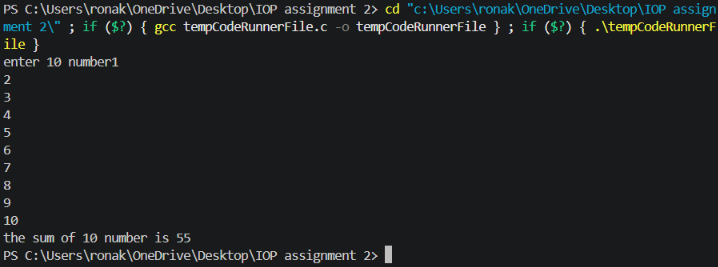 PS C:\Users\ronak\OneDrive\Desktop\IOP assignment 2> cd "c:\Users\ronak\OneDrive\Desktop\IOP assign
ment 2\" ; if ($?) { gcc tempCodeRunnerFile.c -o tempCodeRunnerFile } ; if ($?) { .\tempCodeRunnerF
ile }
enter 10 number1
2
3
4
5
6
7
8
9
10
the sum of 10 number is 55
PS C:\Users\ronak\OneDrive\Desktop\IOP assignment 2>